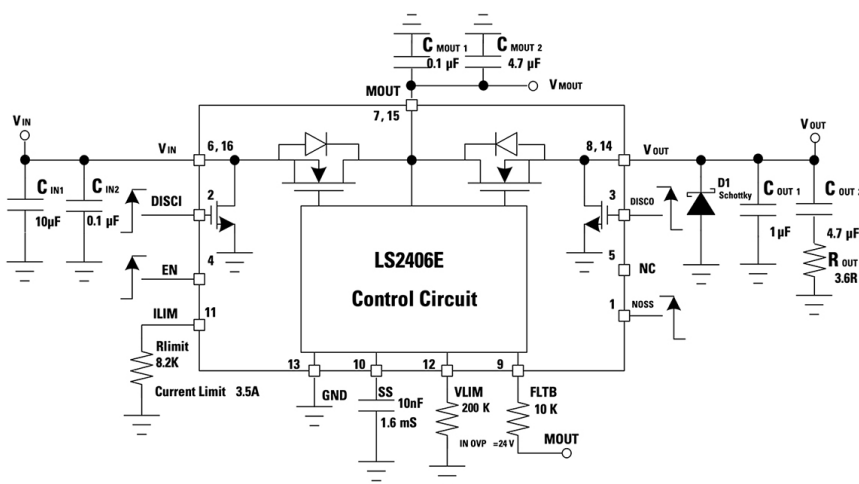 C MOUT 1
0.1 µF
C MOUT 2
4.7 µF
MOUT
7, 15
V MOUT
V IN
V IN
6, 16
8, 14
V OUT
V OUT
C IN1
10µF
C IN2
0.1 µF
DISCI
2
3
DISCO
D1
Schottky
C OUT 1
1 µF
C OUT 2
4.7 µF
R OUT
3.6R
EN
4
5
NC
LS2406E
Control Circuit
ILIM
11
1
NOSS
Rlimit
8.2K
Current Limit 3.5A
13
GND
10
SS
10nF
1.6 mS
12
VLIM
200 K
IN OVP =24 V
9
FLTB
10 K
MOUT